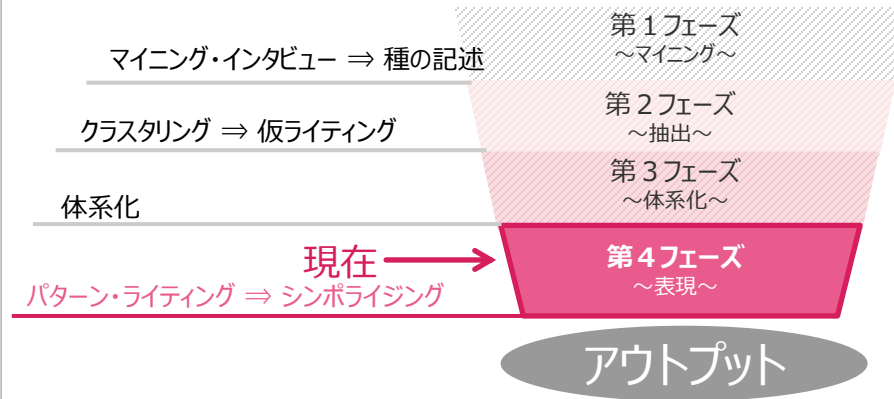 第１フェーズ
～マイニング～
マイニング・インタビュー ⇒ 種の記述
第２フェーズ
～抽出～
クラスタリング ⇒ 仮ライティング
第３フェーズ
～体系化～
体系化
現在
第４フェーズ
～表現～
パターン・ライティング ⇒ シンポライジング
アウトプット